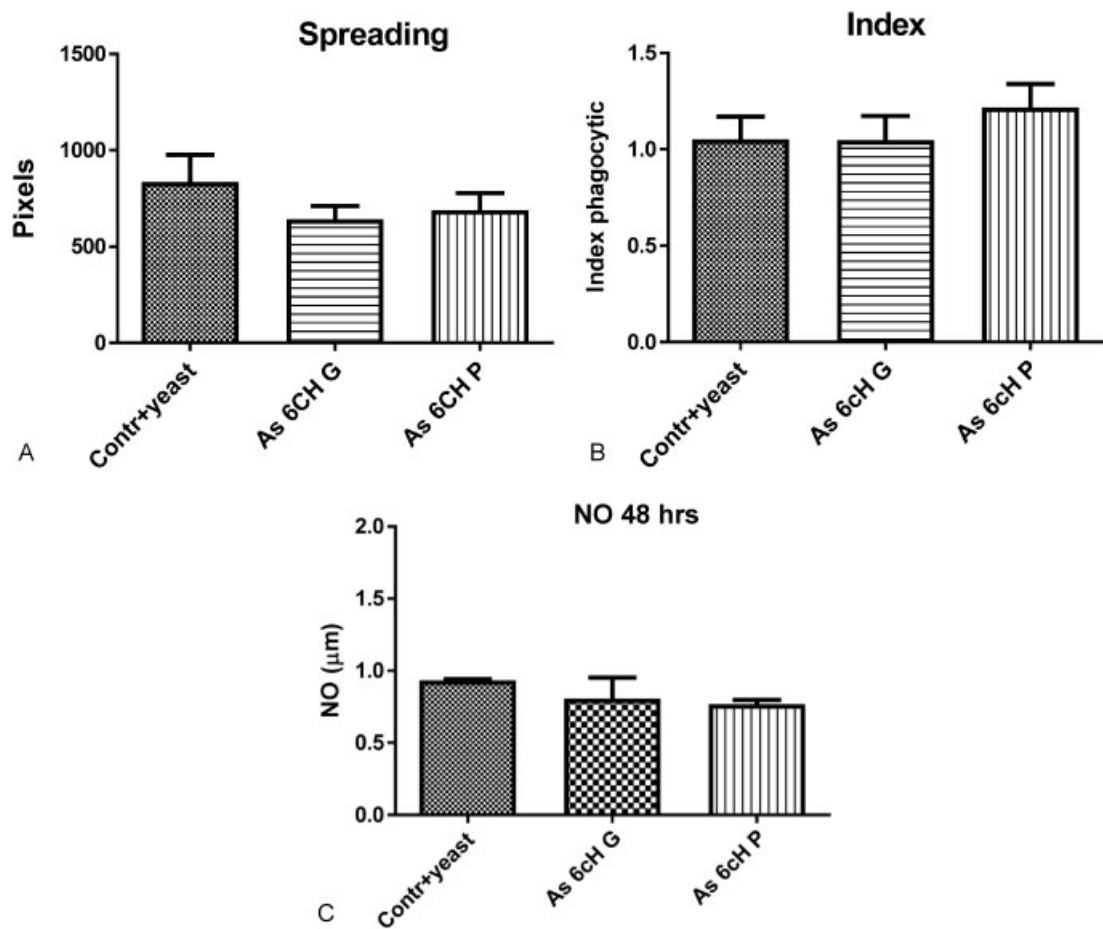 Spreading
1500
1000
500
0
Pixels
Contr+yeast
As 6CH G
As 6CH P
A
Index
1.5
1.0
0.5
0.0
Index phagocytic
Contr+yeast
As 6cH G
As 6cH P
B
NO 48 hrs
2.0
1.5
1.0
0.5
0.0
NO (μm)
Contr+yeast
As 6cH G
As 6cH P
C